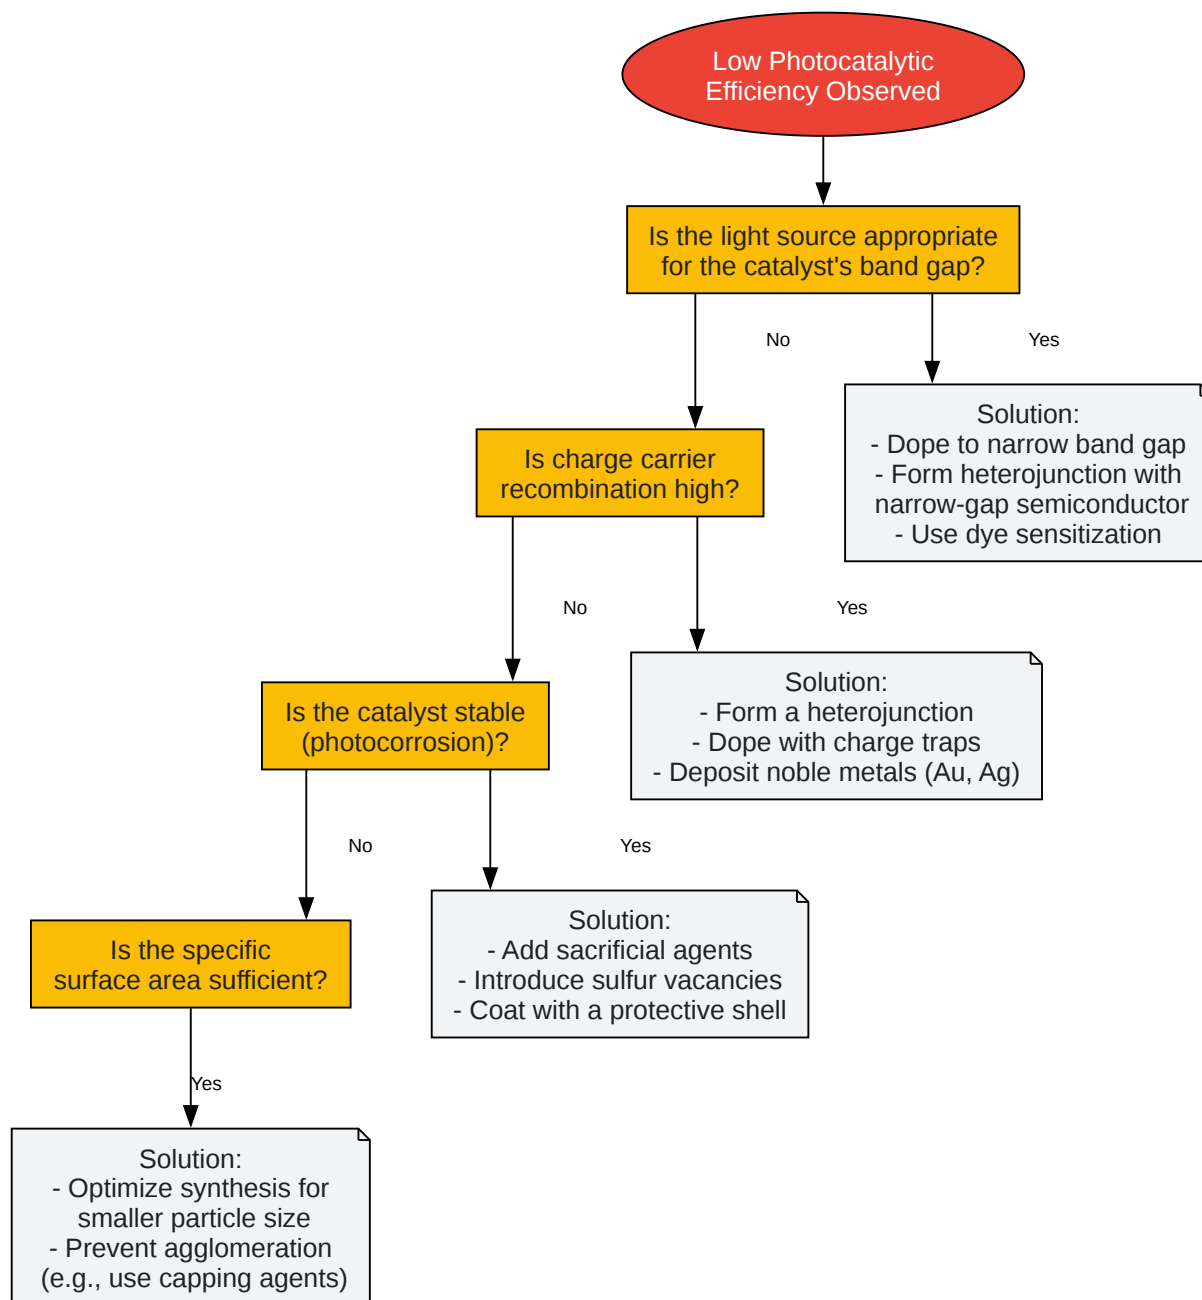 Low Photocatalytic
Efficiency Observed
Is the light source appropriate
for the catalyst's band gap?
No
Yes
Solution:
- Dope to narrow band gap
- Form heterojunction with
narrow-gap semiconductor
- Use dye sensitization
Is charge carrier
recombination high?
No
Yes
Solution:
- Form a heterojunction
- Dope with charge traps
- Deposit noble metals (Au, Ag)
Is the catalyst stable
(photocorrosion)?
No
Yes
Solution:
- Add sacrificial agents
- Introduce sulfur vacancies
- Coat with a protective shell
Is the specific
surface area sufficient?
Yes
Solution:
- Optimize synthesis for
smaller particle size
- Prevent agglomeration
(e.g., use capping agents)